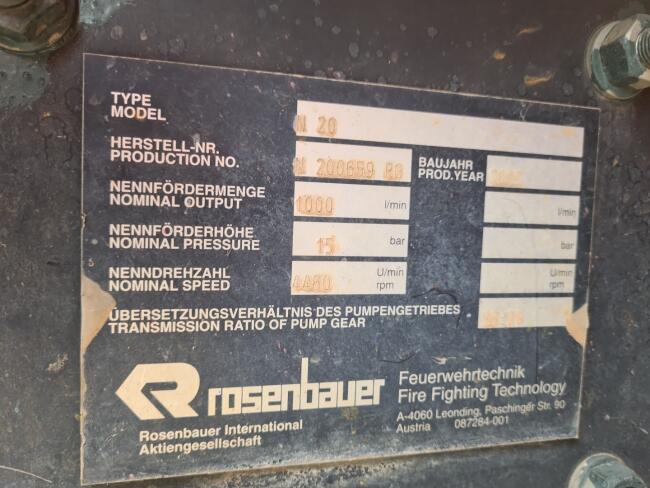 TYPE
MODEL
N 20
HERSTELL-NR.
PRODUCTION NO.
BAUJAHR
PROD.YEAR
NENNFÖRDERMENGE
NOMINAL OUTPUT
1000 l/min
l/min
NENNFÖRDERHÖHE
NOMINAL PRESSURE
15 bar
bar
NENNDREHZAHL
NOMINAL SPEED
U/min
rpm
U/min
rpm
ÜBERSETZUNGSVERHÄLTNIS DES PUMPENGETRIEBES
TRANSMISSION RATIO OF PUMP GEAR
R rosenbauer
Feuerwehrtechnik
Fire Fighting Technology
Rosenbauer International
Aktiengesellschaft
A-4060 Leonding, Paschinger Str. 90
Austria 087284-001